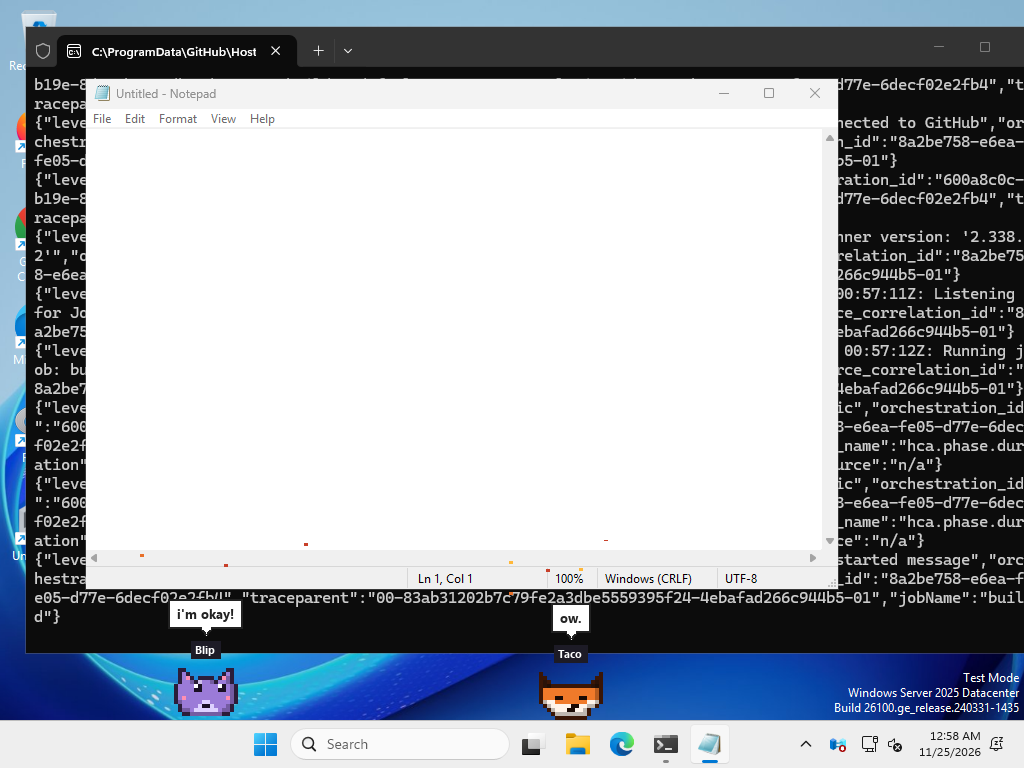 C:\ProgramData\GitHub\Host
b19e-8
d77e-6decf02e2fb4","t
Untitled - Notepad
racepa
File Edit Format View Help
{"leve
nected to GitHub","or
chestr
n_id":"8a2be758-e6ea-
fe05-d
b5-01"}
{"leve
ration_id":"600a8c0c-
b19e-8
d77e-6decf02e2fb4","t
racepa
{"leve
nner version: '2.338.
2'","o
relation_id":"8a2be75
8-e6ea
266c944b5-01"}
{"leve
00:57:11Z: Listening
for Jo
ce_correlation_id":"8
a2be75
ebafad266c944b5-01"}
{"leve
00:57:12Z: Running j
ob: bu
rce_correlation_id":"
8a2be7
4ebafad266c944b5-01"}
{"leve
ic","orchestration_id
":"600
8-e6ea-fe05-d77e-6dec
f02e2f
_name":"hca.phase.dur
ation"
urce":"n/a"}
{"leve
ic","orchestration_id
":"600
8-e6ea-fe05-d77e-6dec
f02e2f
_name":"hca.phase.dur
ation"
ce":"n/a"}
{"leve
started message","orc
Ln 1, Col 1 100% Windows (CRLF) UTF-8
hestra
_id":"8a2be758-e6ea-f
e05-d77e-6decf02e2fb4","traceparent":"00-83ab31202b7c79fe2a3dbe5559395f24-4ebafad266c944b5-01","jobName":"buil
d"}
i'm okay!
ow.
Blip
Taco
Test Mode
Windows Server 2025 Datacenter
Build 26100.ge_release.240331-1435
Search
12:58 AM
11/25/2026